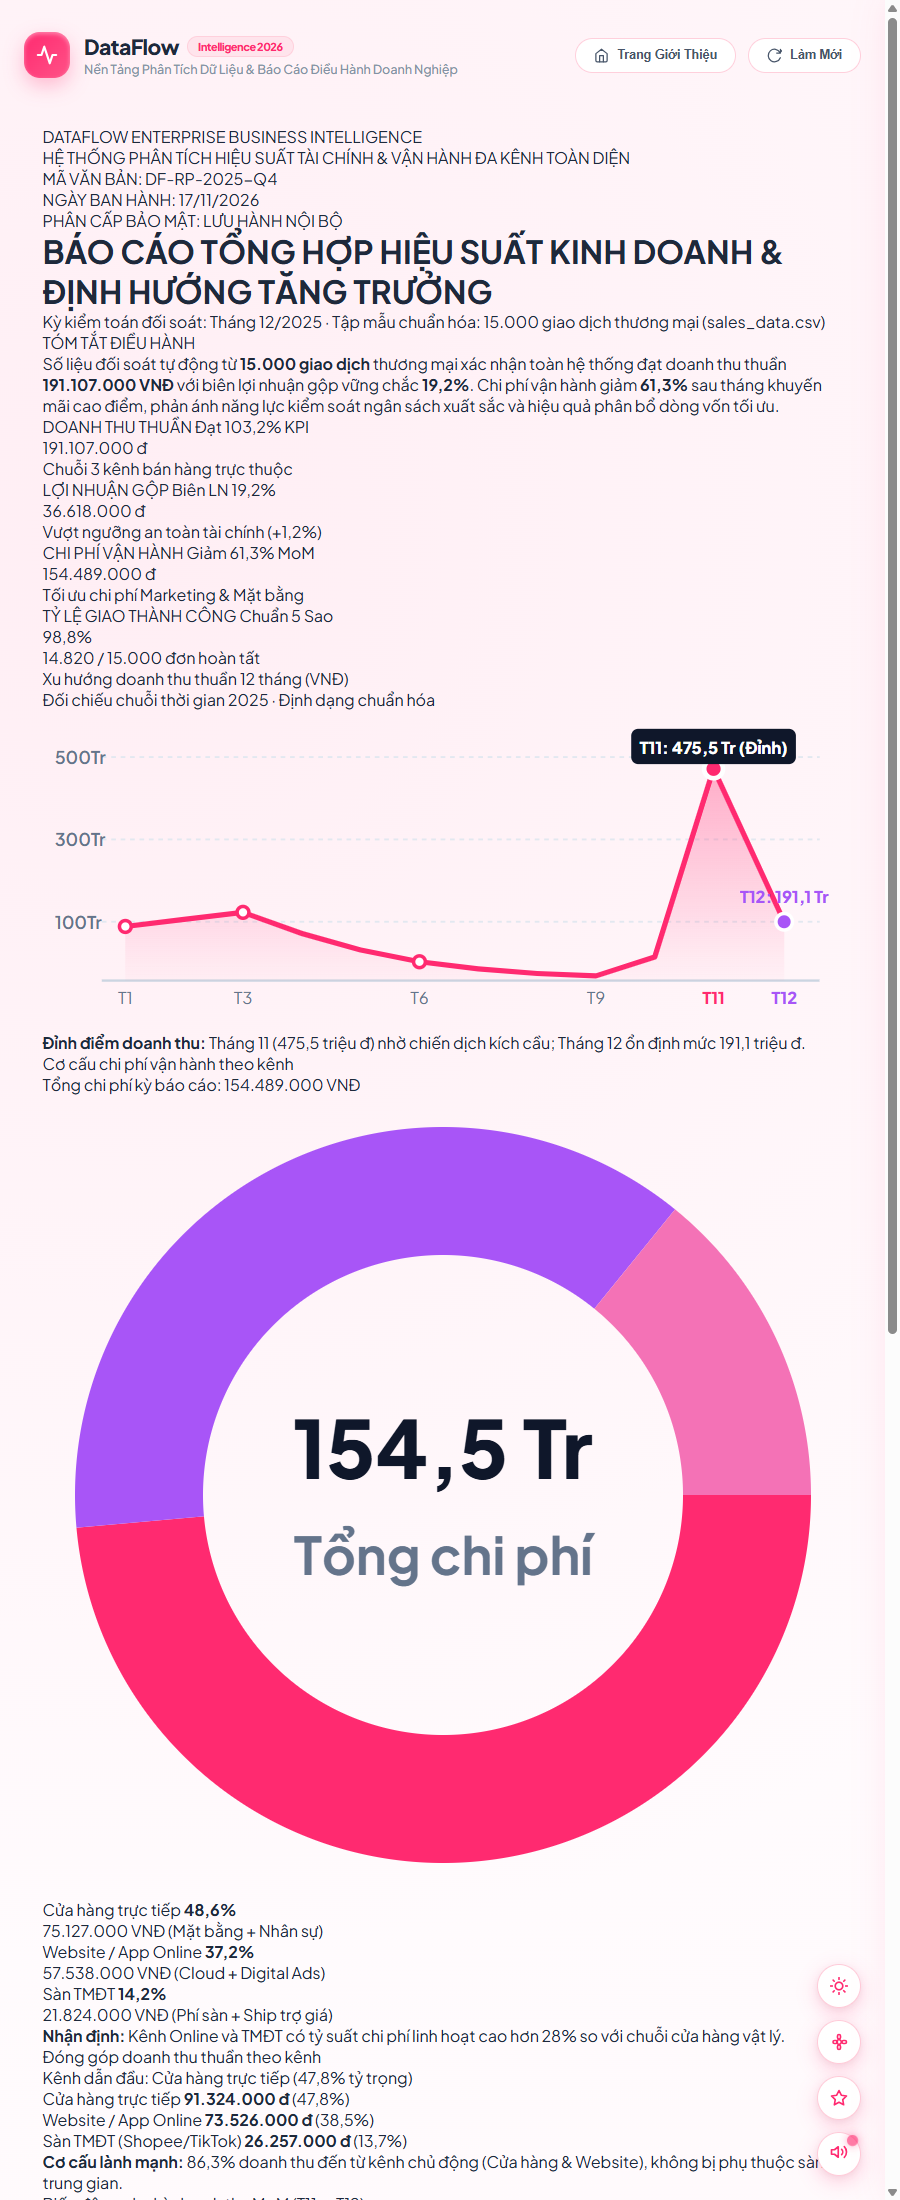 DataFlow Intelligence 2026
Nền Tảng Phân Tích Dữ Liệu & Báo Cáo Điều Hành Doanh Nghiệp
Trang Giới Thiệu
Làm Mới
DATAFLOW ENTERPRISE BUSINESS INTELLIGENCE
HỆ THỐNG PHÂN TÍCH HIỆU SUẤT TÀI CHÍNH & VẬN HÀNH ĐA KÊNH TOÀN DIỆN
MÃ VĂN BẢN: DF-RP-2025-Q4
NGÀY BAN HÀNH: 17/11/2026
PHÂN CẤP BẢO MẬT: LƯU HÀNH NỘI BỘ
BÁO CÁO TỔNG HỢP HIỆU SUẤT KINH DOANH &
ĐỊNH HƯỚNG TĂNG TRƯỞNG
Kỳ kiểm toán đối soát: Tháng 12/2025 · Tập mẫu chuẩn hóa: 15.000 giao dịch thương mại (sales_data.csv)
TÓM TẮT ĐIỀU HÀNH
Số liệu đối soát tự động từ 15.000 giao dịch thương mại xác nhận toàn hệ thống đạt doanh thu thuần
191.107.000 VNĐ với biên lợi nhuận gộp vững chắc 19,2%. Chi phí vận hành giảm 61,3% sau tháng khuyến
mãi cao điểm, phản ánh năng lực kiểm soát ngân sách xuất sắc và hiệu quả phân bổ dòng vốn tối ưu.
DOANH THU THUẦN Đạt 103,2% KPI
191.107.000 đ
Chuỗi 3 kênh bán hàng trực thuộc
LỢI NHUẬN GỘP Biên LN 19,2%
36.618.000 đ
Vượt ngưỡng an toàn tài chính (+1,2%)
CHI PHÍ VẬN HÀNH Giảm 61,3% MoM
154.489.000 đ
Tối ưu chi phí Marketing & Mặt bằng
TỶ LỆ GIAO THÀNH CÔNG Chuẩn 5 Sao
98,8%
14.820 / 15.000 đơn hoàn tất
Xu hướng doanh thu thuần 12 tháng (VNĐ)
Đối chiếu chuỗi thời gian 2025 · Định dạng chuẩn hóa
T11: 475,5 Tr (Đỉnh)
500Tr
300Tr
T12: 191,1 Tr
100Tr
T1 T3 T6 T9 T11 T12
Đỉnh điểm doanh thu: Tháng 11 (475,5 triệu đ) nhờ chiến dịch kích cầu; Tháng 12 ổn định mức 191,1 triệu đ.
Cơ cấu chi phí vận hành theo kênh
Tổng chi phí kỳ báo cáo: 154.489.000 VNĐ
154,5 Tr
Tổng chi phí
Cửa hàng trực tiếp 48,6%
75.127.000 VNĐ (Mặt bằng + Nhân sự)
Website / App Online 37,2%
57.538.000 VNĐ (Cloud + Digital Ads)
Sàn TMĐT 14,2%
21.824.000 VNĐ (Phí sàn + Ship trợ giá)
Nhận định: Kênh Online và TMĐT có tỷ suất chi phí linh hoạt cao hơn 28% so với chuỗi cửa hàng vật lý.
Đóng góp doanh thu thuần theo kênh
Kênh dẫn đầu: Cửa hàng trực tiếp (47,8% tỷ trọng)
Cửa hàng trực tiếp 91.324.000 đ (47,8%)
Website / App Online 73.526.000 đ (38,5%)
Sàn TMĐT (Shopee/TikTok) 26.257.000 đ (13,7%)
Cơ cấu lành mạnh: 86,3% doanh thu đến từ kênh chủ động (Cửa hàng & Website), không bị phụ thuộc sàn
trung gian.